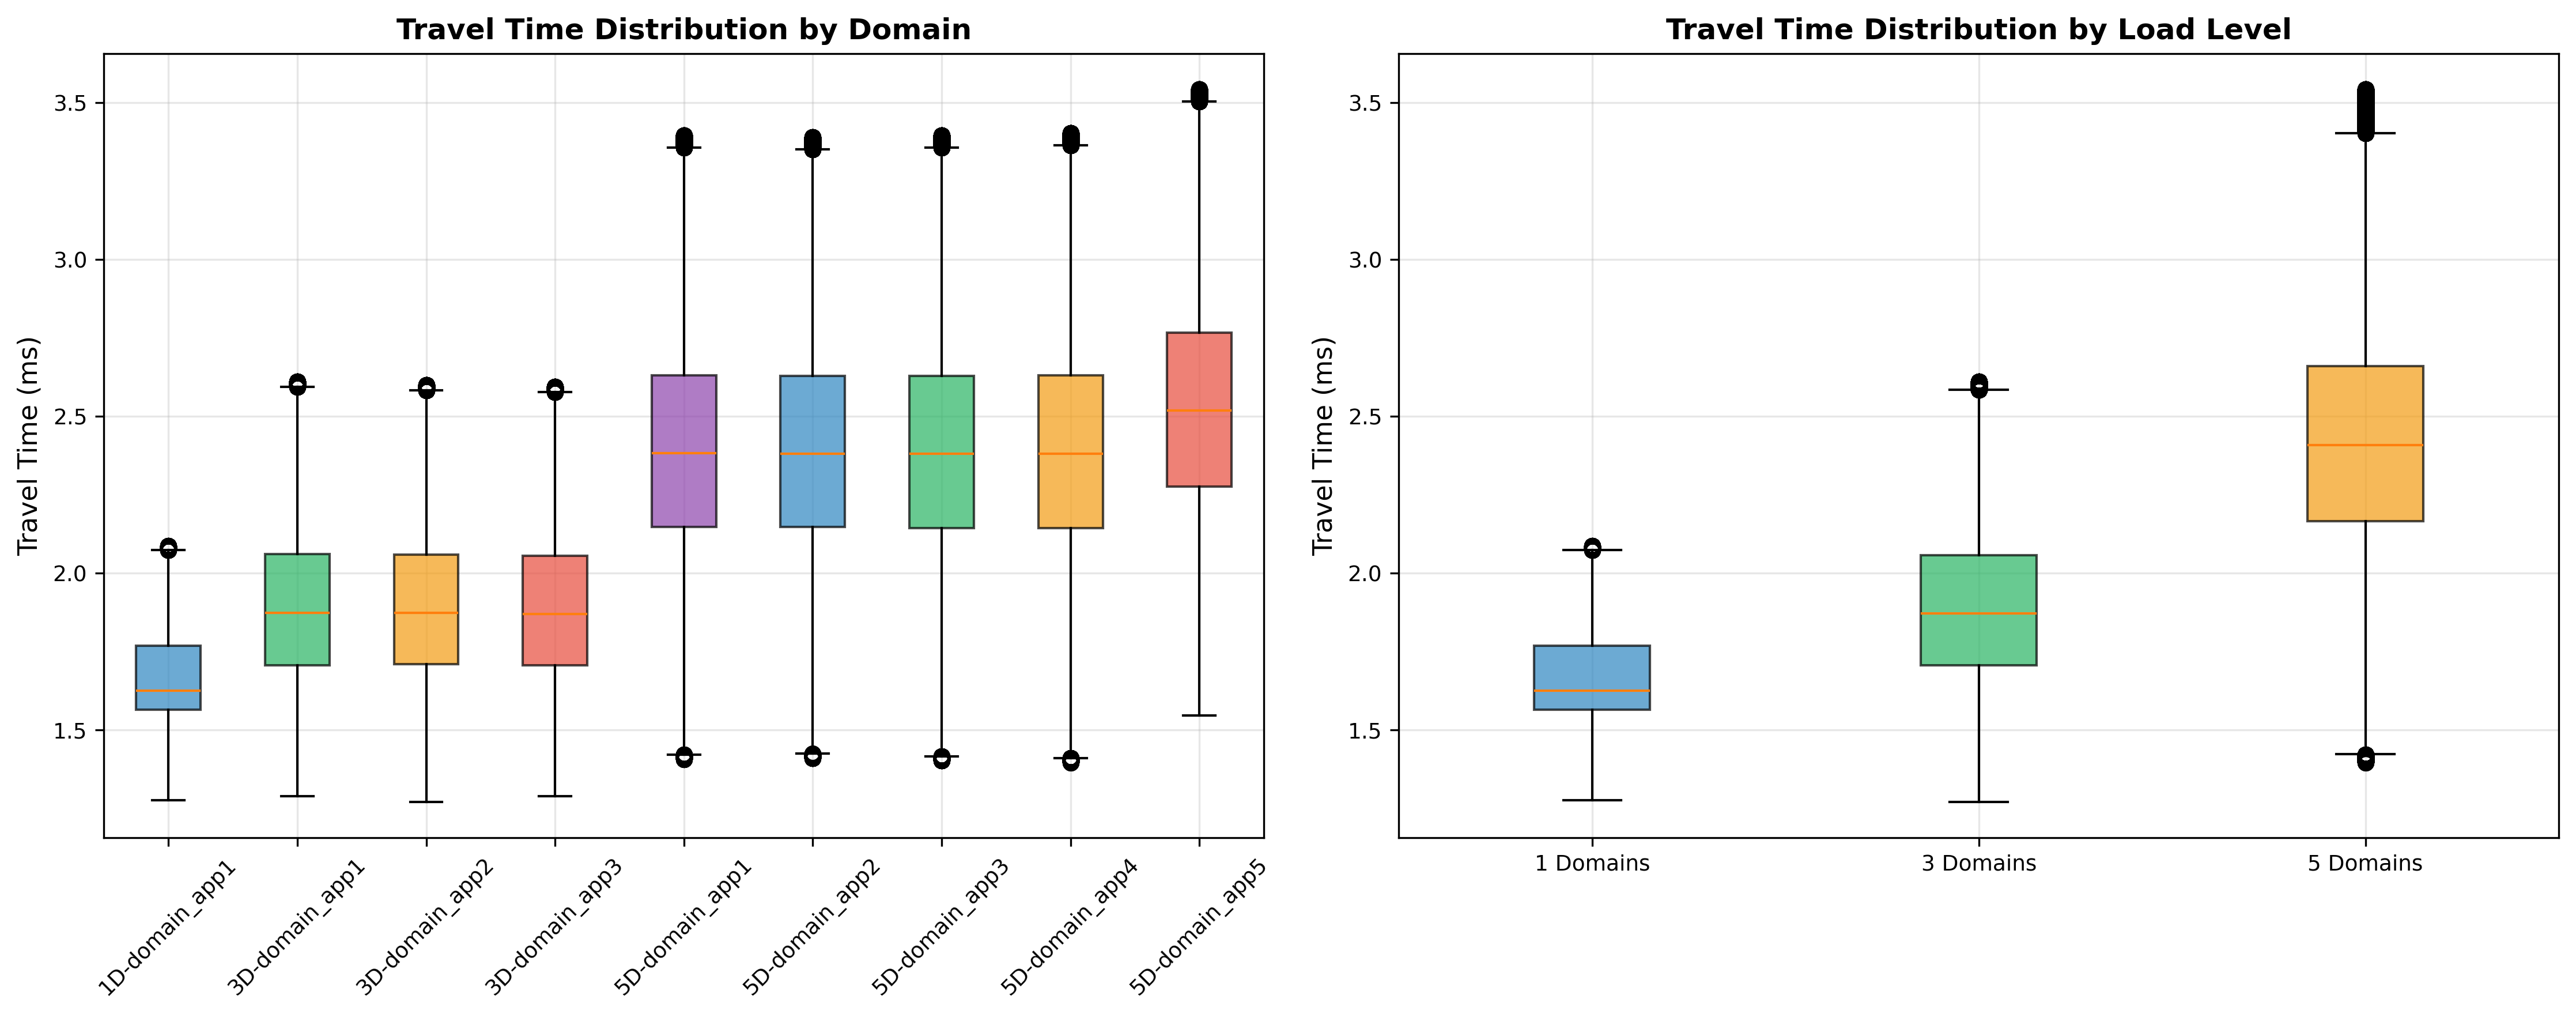 Travel Time Distribution by Domain
Travel Time (ms)
3.5
3.0
2.5
2.0
1.5
1D-domain_app1
3D-domain_app1
3D-domain_app2
3D-domain_app3
5D-domain_app1
5D-domain_app2
5D-domain_app3
5D-domain_app4
5D-domain_app5
Travel Time Distribution by Load Level
Travel Time (ms)
3.5
3.0
2.5
2.0
1.5
1 Domains
3 Domains
5 Domains